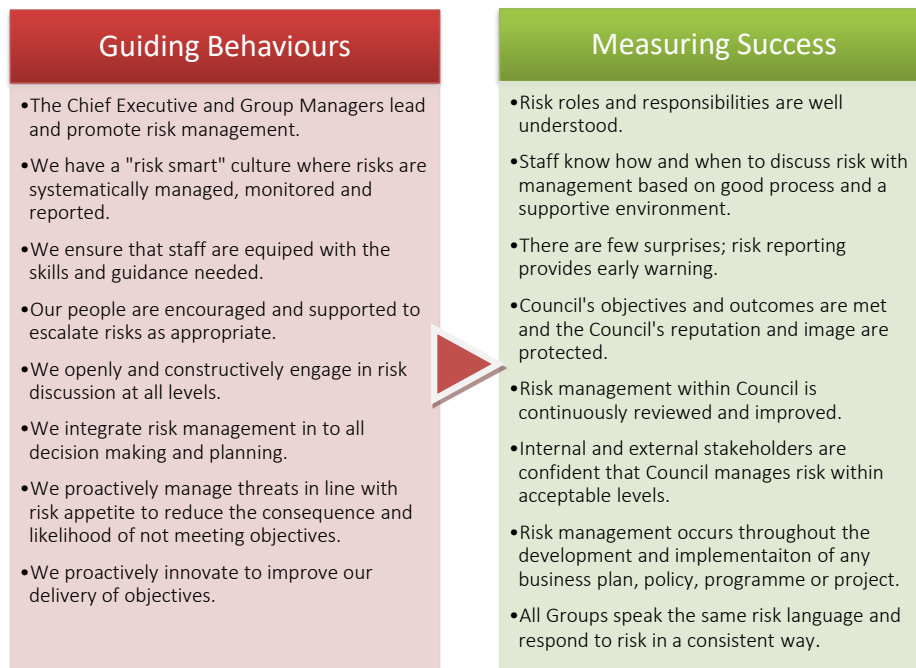 Guiding Behaviours
•The Chief Executive and Group Managers lead
and promote risk management.
•We have a "risk smart" culture where risks are
systematically managed, monitored and
reported.
•We ensure that staff are equiped with the
skills and guidance needed.
•Our people are encouraged and supported to
escalate risks as appropriate.
•We openly and constructively engage in risk
discussion at all levels.
•We integrate risk management in to all
decision making and planning.
•We proactively manage threats in line with
risk appetite to reduce the consequence and
likelihood of not meeting objectives.
•We proactively innovate to improve our
delivery of objectives.
Measuring Success
•Risk roles and responsibilities are well
understood.
•Staff know how and when to discuss risk with
management based on good process and a
supportive environment.
•There are few surprises; risk reporting
provides early warning.
•Council's objectives and outcomes are met
and the Council's reputation and image are
protected.
•Risk management within Council is
continuously reviewed and improved.
•Internal and external stakeholders are
confident that Council manages risk within
acceptable levels.
•Risk management occurs throughout the
development and implementaiton of any
business plan, policy, programme or project.
•All Groups speak the same risk language and
respond to risk in a consistent way.